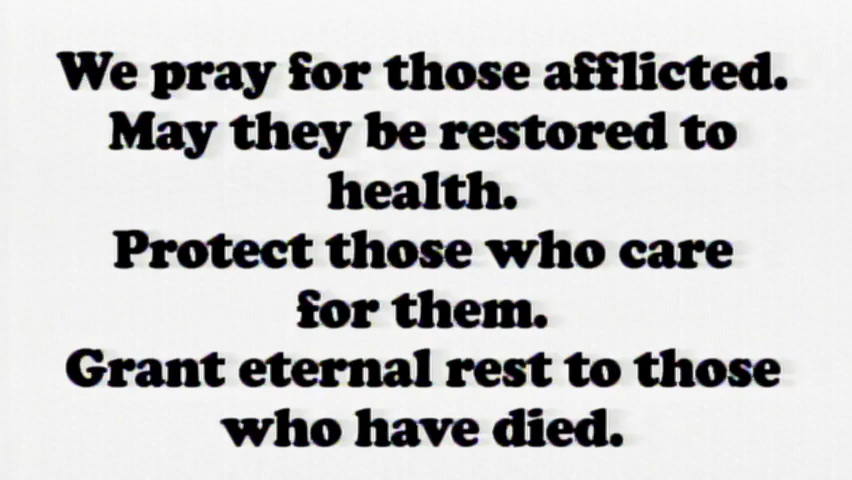 We pray for those afflicted.
May they be restored to
health.
Protect those who care
for them.
Grant eternal rest to those
who have died.